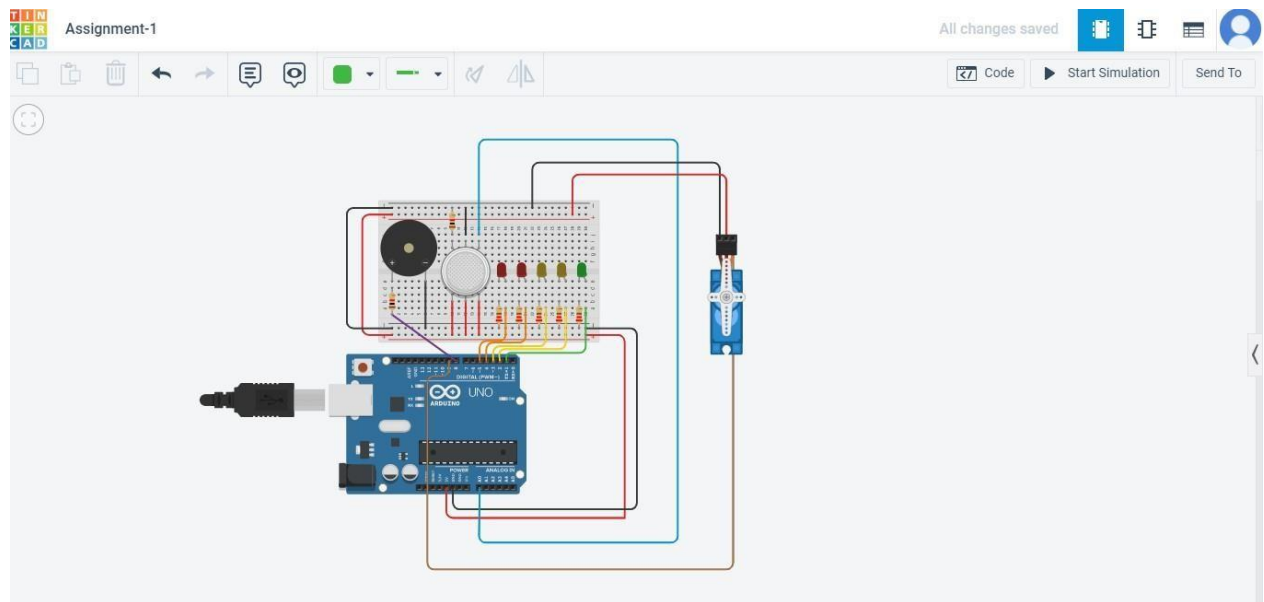 TIN
KER
CAD
Assignment-1
All changes saved
Code
Start Simulation
Send To
DIGITAL (PWM~)
UNO
ARDUINO
POWER
ANALOG IN